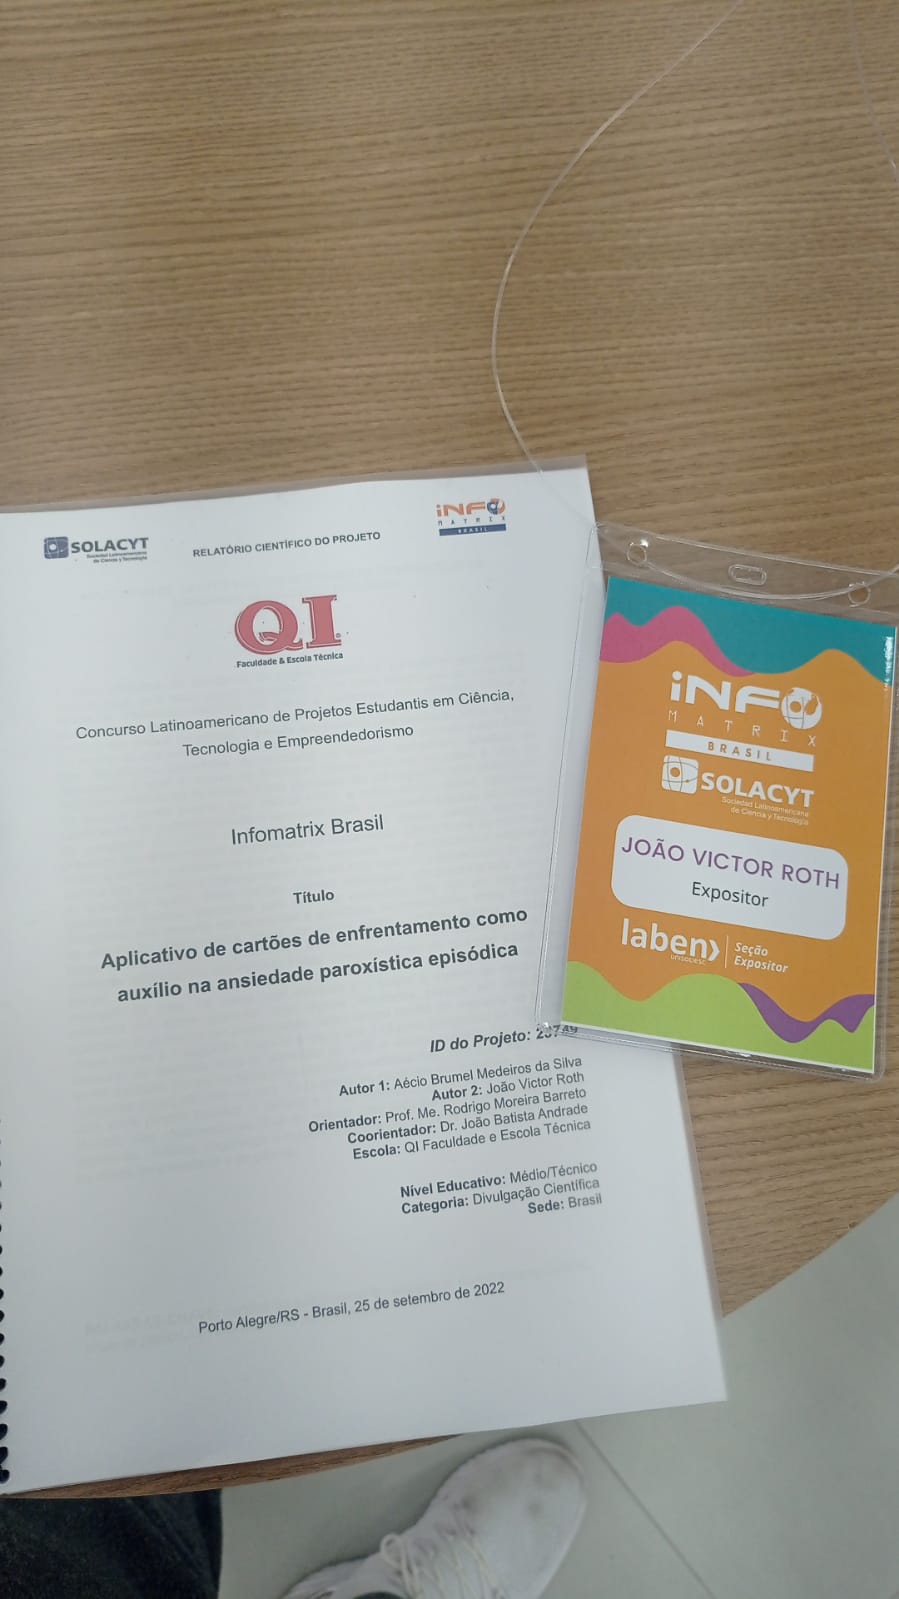 SOLACYT
Sociedad Latinoamericana
de Ciencia y Tecnología
RELATÓRIO CIENTÍFICO DO PROJETO
iNFO
MATRIX
BRASIL
QI
Faculdade & Escola Técnica
Concurso Latinoamericano de Projetos Estudantis em Ciência,
Tecnologia e Empreendedorismo
Infomatrix Brasil
Título
Aplicativo de cartões de enfrentamento como
auxílio na ansiedade paroxística episódica
ID do Projeto:
Autor 1: Aécio Brumel Medeiros da Silva
Autor 2: João Victor Roth
Orientador: Prof. Me. Rodrigo Moreira Barreto
Coorientador: Dr. João Batista Andrade
Escola: QI Faculdade e Escola Técnica
Nível Educativo: Médio/Técnico
Categoria: Divulgação Científica
Sede: Brasil
Porto Alegre/RS - Brasil, 25 de setembro de 2022
iNFO
MATRIX
BRASIL
SOLACYT
Sociedad Latinoamericana
de Ciencia y Tecnología
JOÃO VICTOR ROTH
Expositor
laben
unisociesc
Seção
Expositor